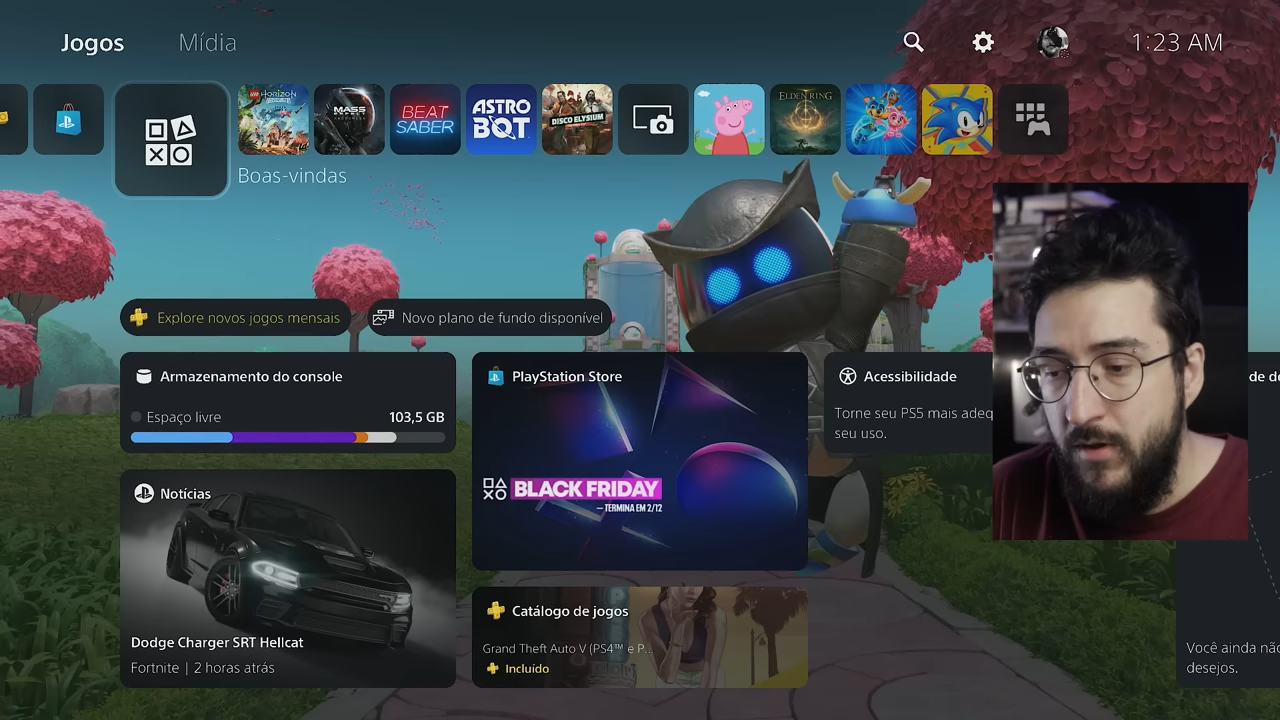 Jogos
Mídia
1:23 AM
LEGO HORIZON
MASS EFFECT
BEAT SABER
ASTRO BOT
DISCO ELYSIUM
ELDEN RING
Boas-vindas
Explore novos jogos mensais
Novo plano de fundo disponível
Armazenamento do console
Espaço livre
103,5 GB
PlayStation Store
BLACK FRIDAY
— TERMINA EM 2/12
Acessibilidade
Torne seu PS5 mais adeq
seu uso.
de de
Notícias
Dodge Charger SRT Hellcat
Fortnite | 2 horas atrás
Catálogo de jogos
Grand Theft Auto V (PS4™ e P...
Incluído
Você ainda não
desejos.